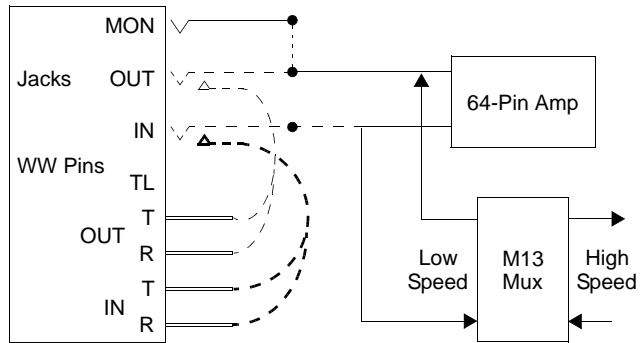 MON
Jacks OUT
IN
WW Pins
TL
T
OUT
R
T
IN
R
64-Pin Amp
Low
Speed
M13
Mux
High
Speed